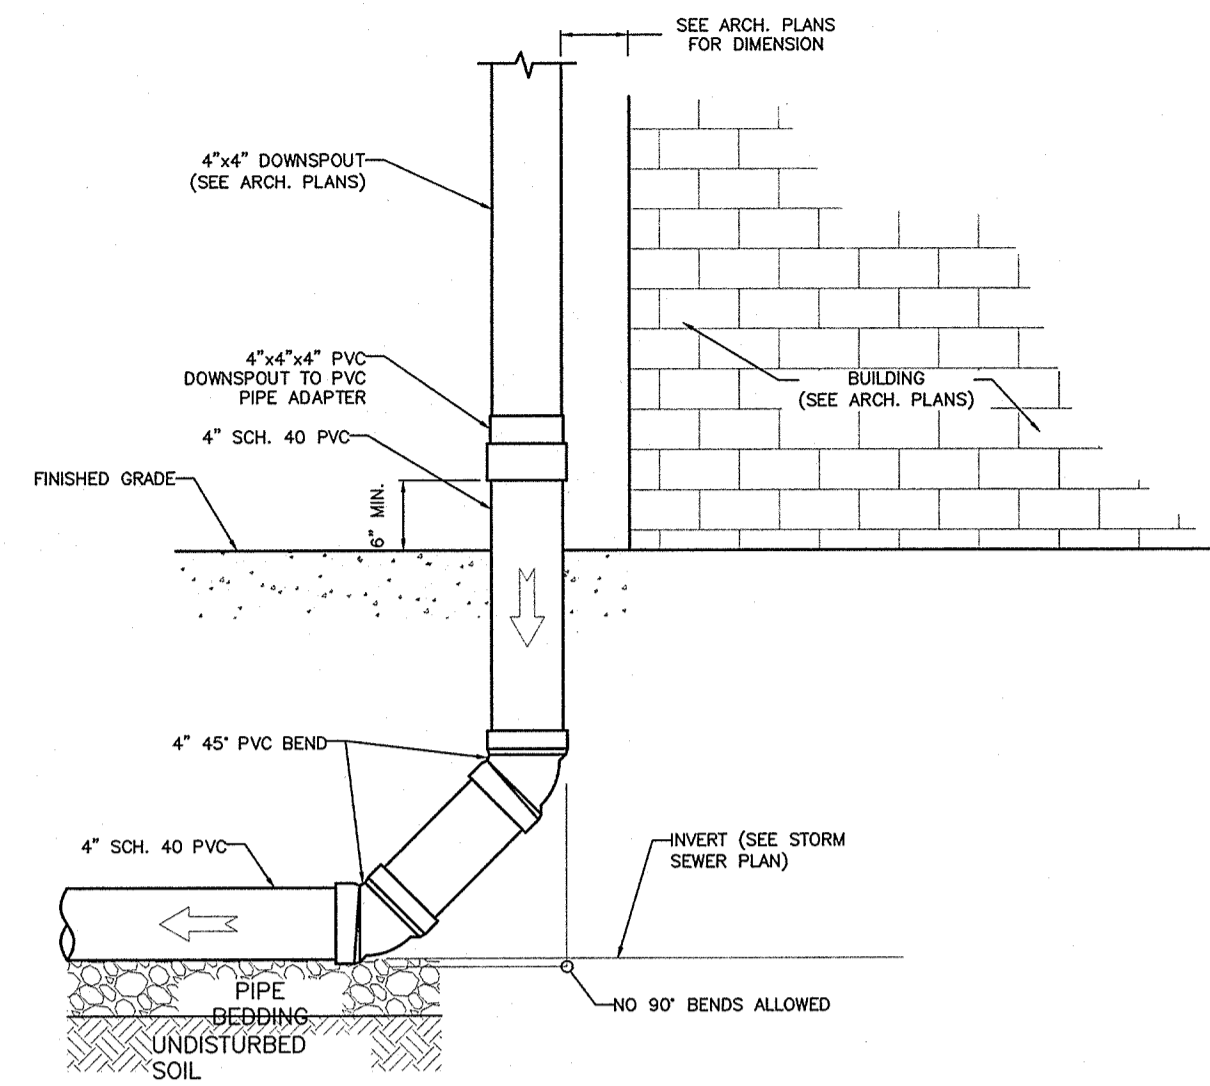 SEE ARCH. PLANS
FOR DIMENSION
4"x4" DOWNSPOUT
(SEE ARCH. PLANS)
4"x4"x4" PVC
DOWNSPOUT TO PVC
PIPE ADAPTER
BUILDING
(SEE ARCH. PLANS)
4" SCH. 40 PVC
FINISHED GRADE
6" MIN.
4" 45° PVC BEND
4" SCH. 40 PVC
INVERT (SEE STORM
SEWER PLAN)
NO 90° BENDS ALLOWED
PIPE
BEDDING
UNDISTURBED
SOIL